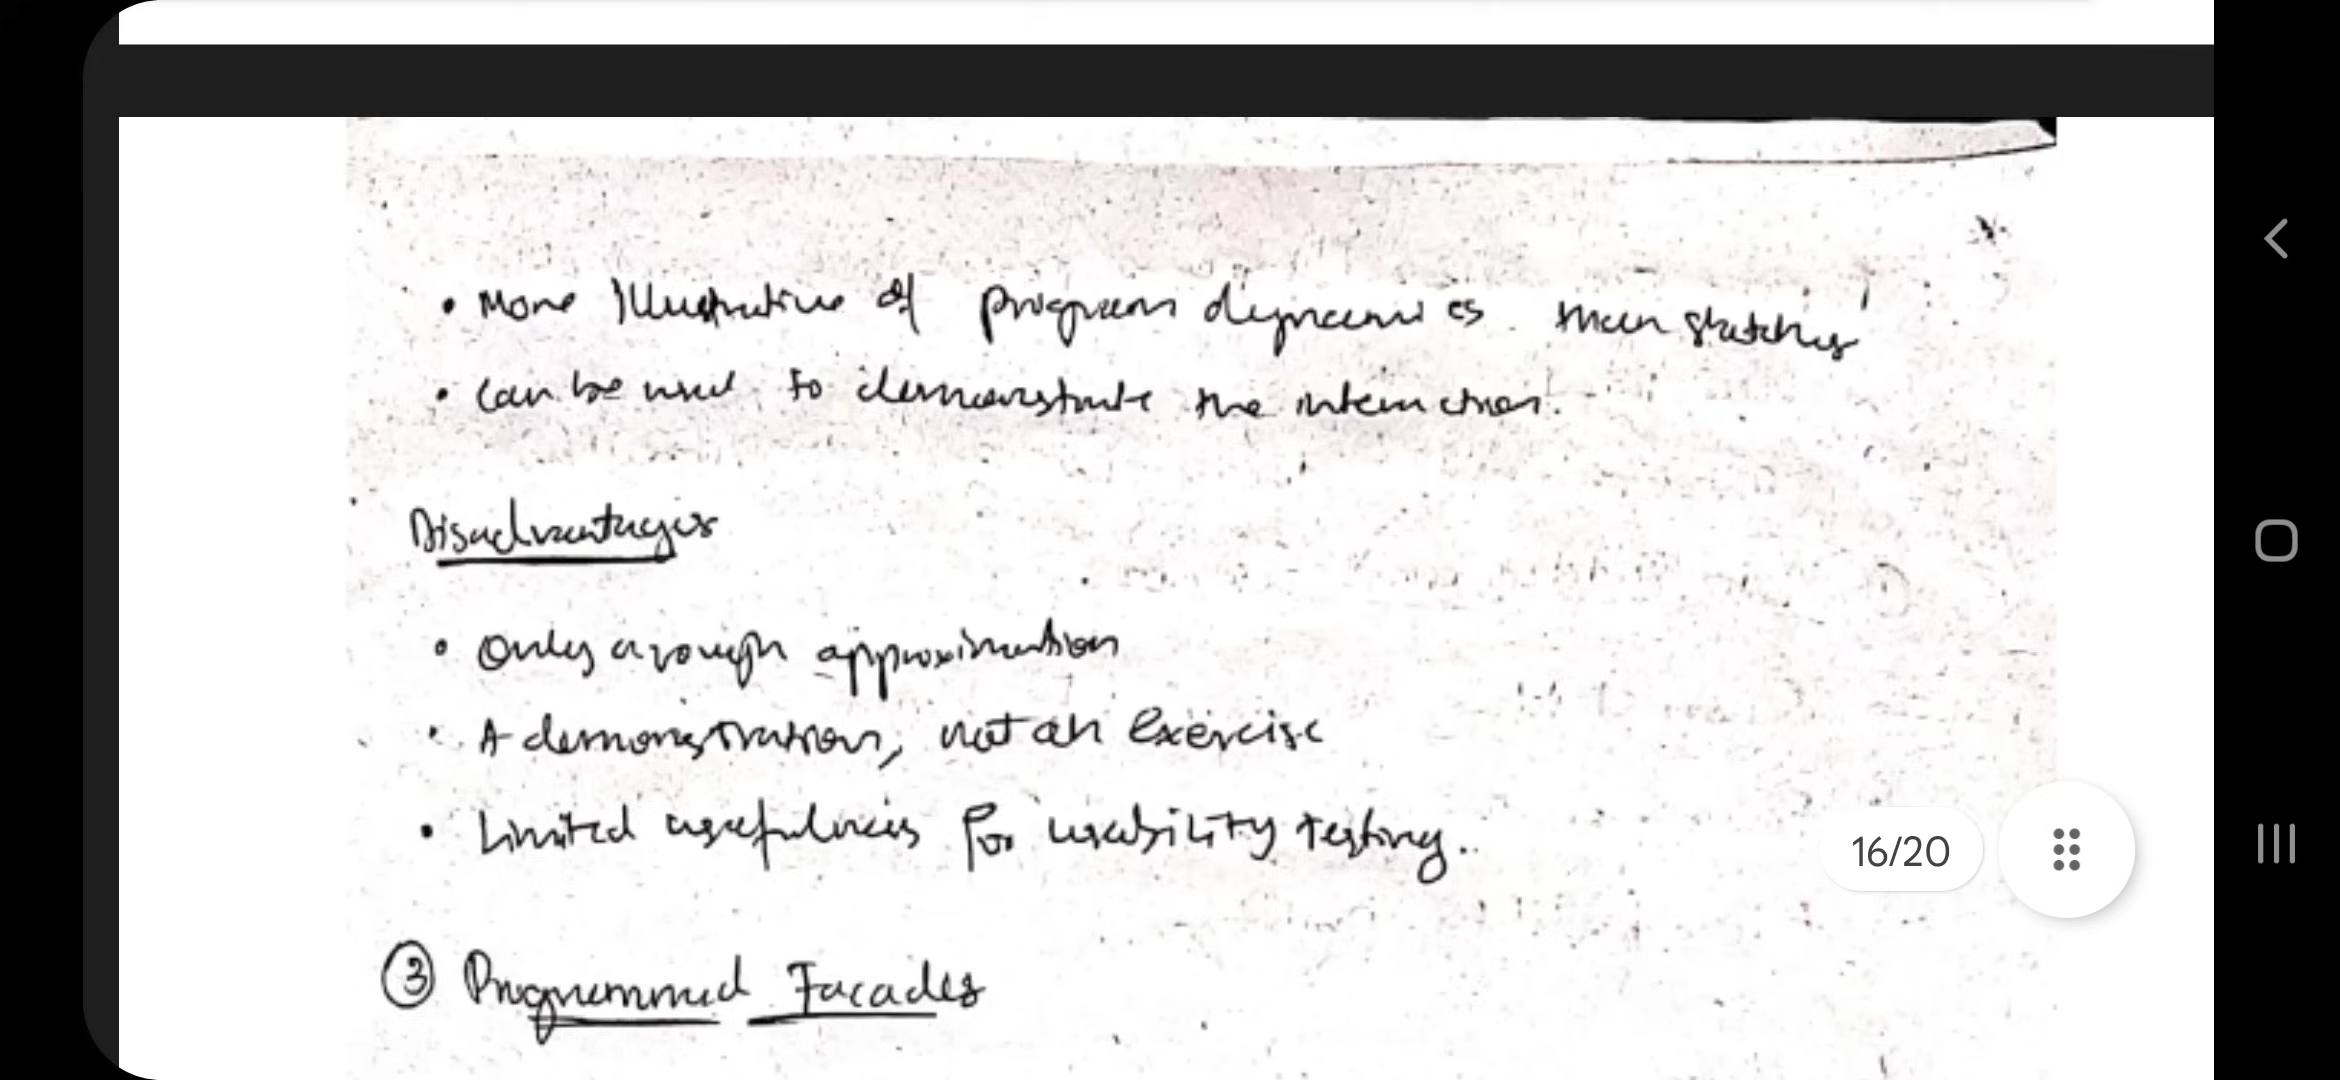 • More Illustrative of program dynamics than sketches
• Can be used to demonstrate the interaction.
Disadvantages
• Only a rough approximation
• A demonstration, not an exercise
• Limited usefulness for usability testing.
16/20
③ Programmed Facades